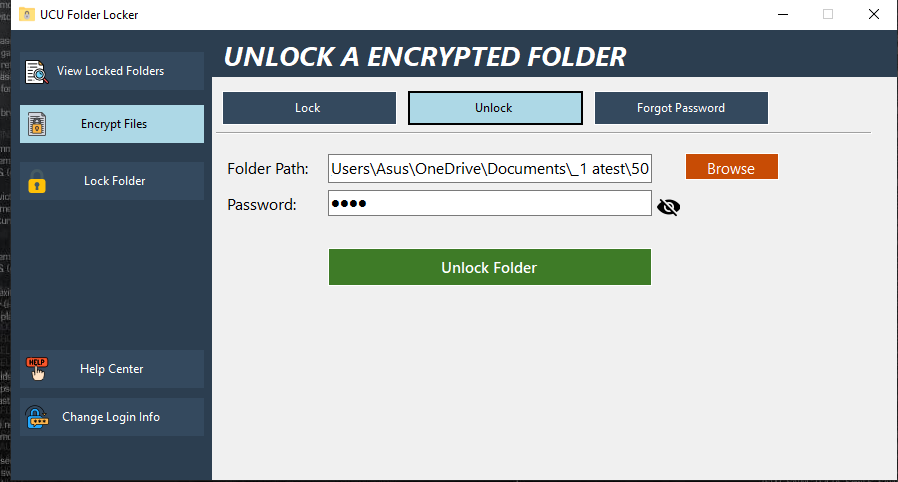 UCU Folder Locker
View Locked Folders
Encrypt Files
Lock Folder
HELP
Help Center
Change Login Info
UNLOCK A ENCRYPTED FOLDER
Lock
Unlock
Forgot Password
Folder Path:
Users\Asus\OneDrive\Documents\_1 atest\50
Browse
Password:
••••
Unlock Folder